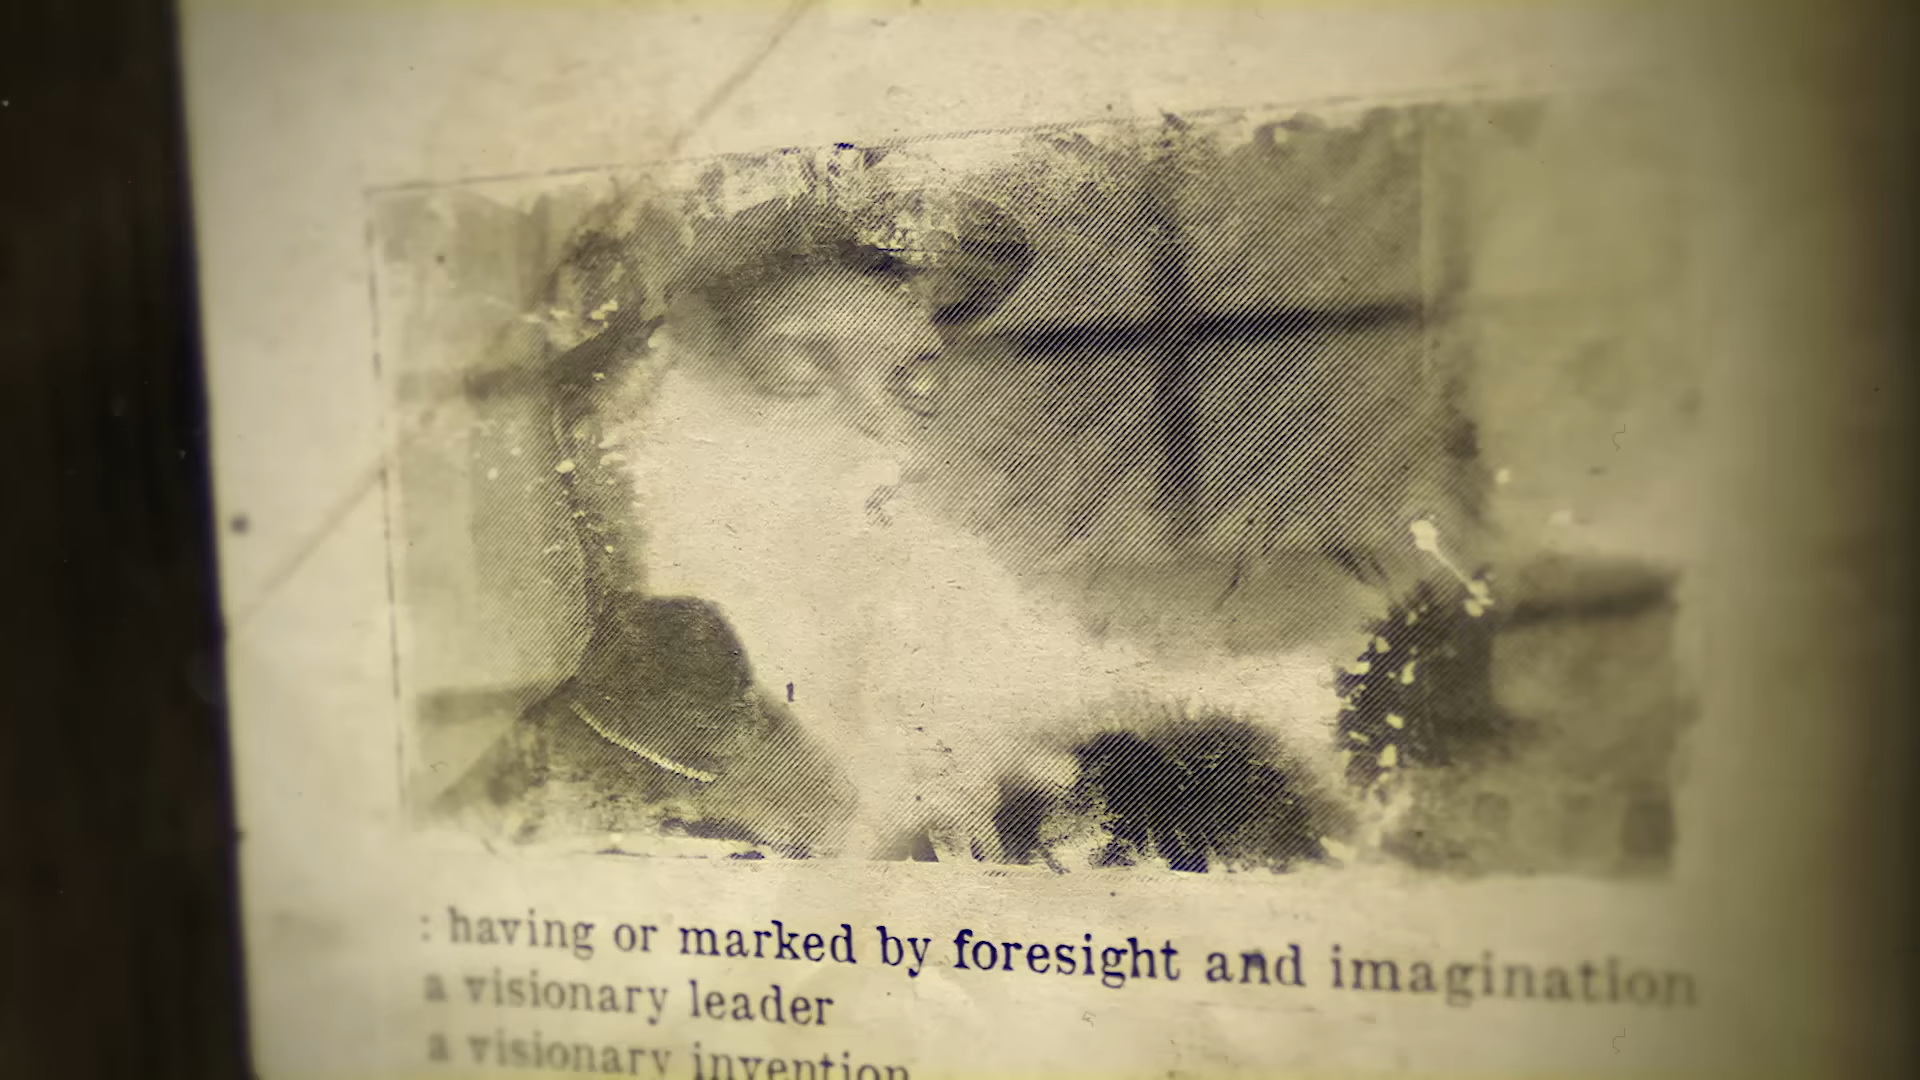 : having or marked by foresight and imagination
a visionary leader
a visionary invention